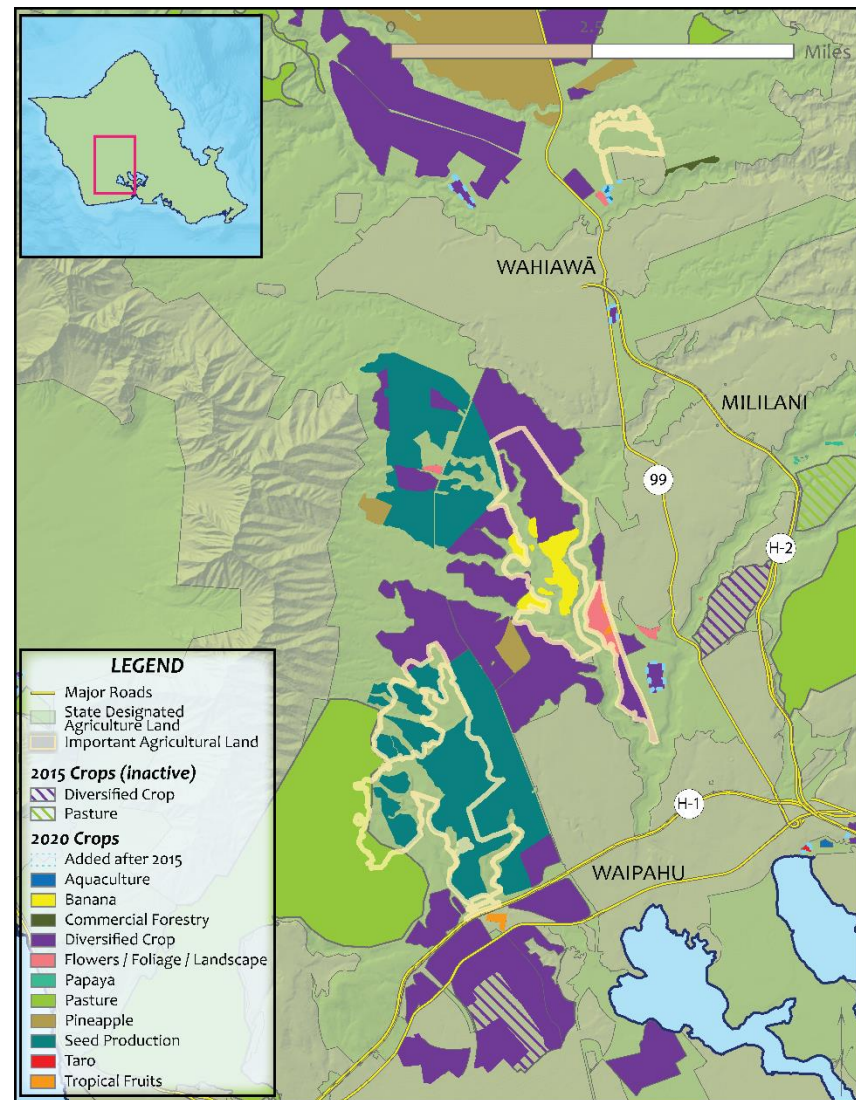 0 2.5 5
Miles
WAHIAWĀ
MILILANI
99
H-2
H-1
WAIPAHU
LEGEND
Major Roads
State Designated
Agriculture Land
Important Agricultural Land
2015 Crops (inactive)
Diversified Crop
Pasture
2020 Crops
Added after 2015
Aquaculture
Banana
Commercial Forestry
Diversified Crop
Flowers / Foliage / Landscape
Papaya
Pasture
Pineapple
Seed Production
Taro
Tropical Fruits